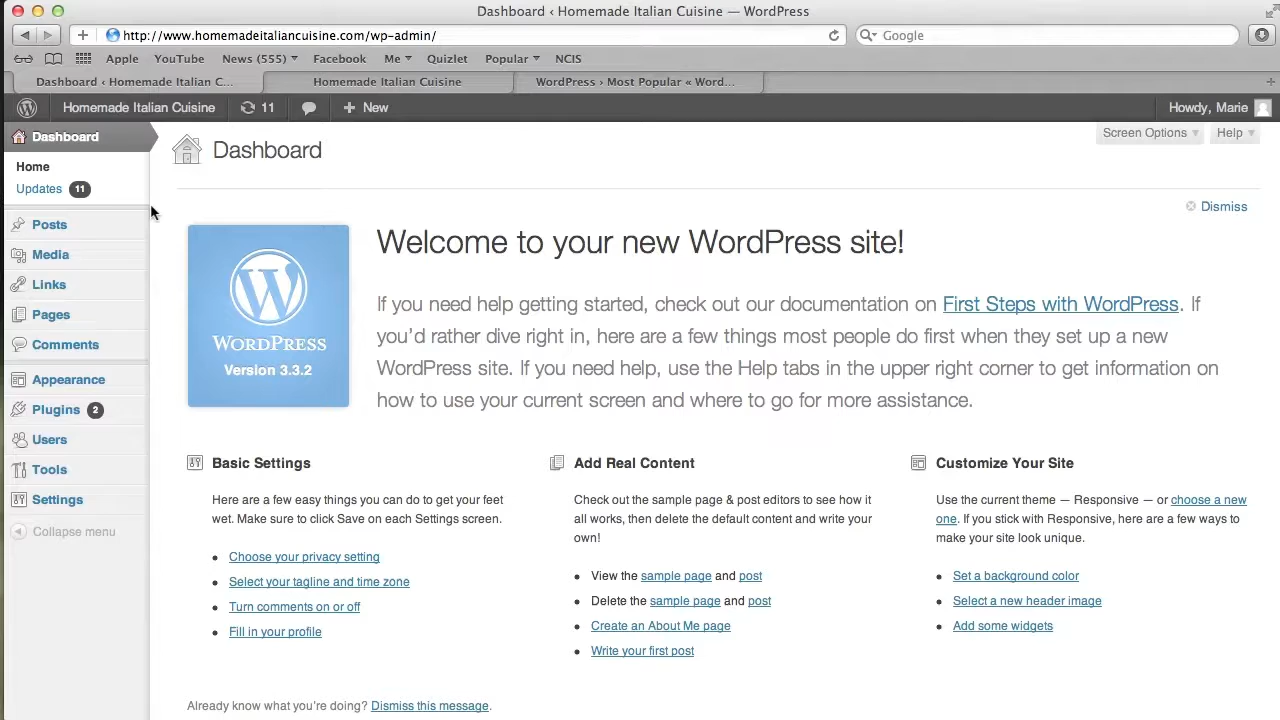 Dashboard ‹ Homemade Italian Cuisine — WordPress
http://www.homemadeitaliancuisine.com/wp-admin/
Google
Apple YouTube News (555) Facebook Me Quizlet Popular NCIS
Dashboard ‹ Homemade Italian C... Homemade Italian Cuisine WordPress › Most Popular « Word...
Homemade Italian Cuisine 11 + New Howdy, Marie
Dashboard
Home
Updates 11
Posts
Media
Links
Pages
Comments
Appearance
Plugins 2
Users
Tools
Settings
Collapse menu
Screen Options Help
Dashboard
Dismiss
WORDPRESS
Version 3.3.2
Welcome to your new WordPress site!
If you need help getting started, check out our documentation on First Steps with WordPress. If
you’d rather dive right in, here are a few things most people do first when they set up a new
WordPress site. If you need help, use the Help tabs in the upper right corner to get information
on how to use your current screen and where to go for more assistance.
Basic Settings
Here are a few easy things you can do to get your feet
wet. Make sure to click Save on each Settings screen.
• Choose your privacy setting
• Select your tagline and time zone
• Turn comments on or off
• Fill in your profile
Add Real Content
Check out the sample page & post editors to see how it
all works, then delete the default content and write your
own!
• View the sample page and post
• Delete the sample page and post
• Create an About Me page
• Write your first post
Customize Your Site
Use the current theme — Responsive — or choose a new
one. If you stick with Responsive, here are a few ways to
make your site look unique.
• Set a background color
• Select a new header image
• Add some widgets
Already know what you’re doing? Dismiss this message.